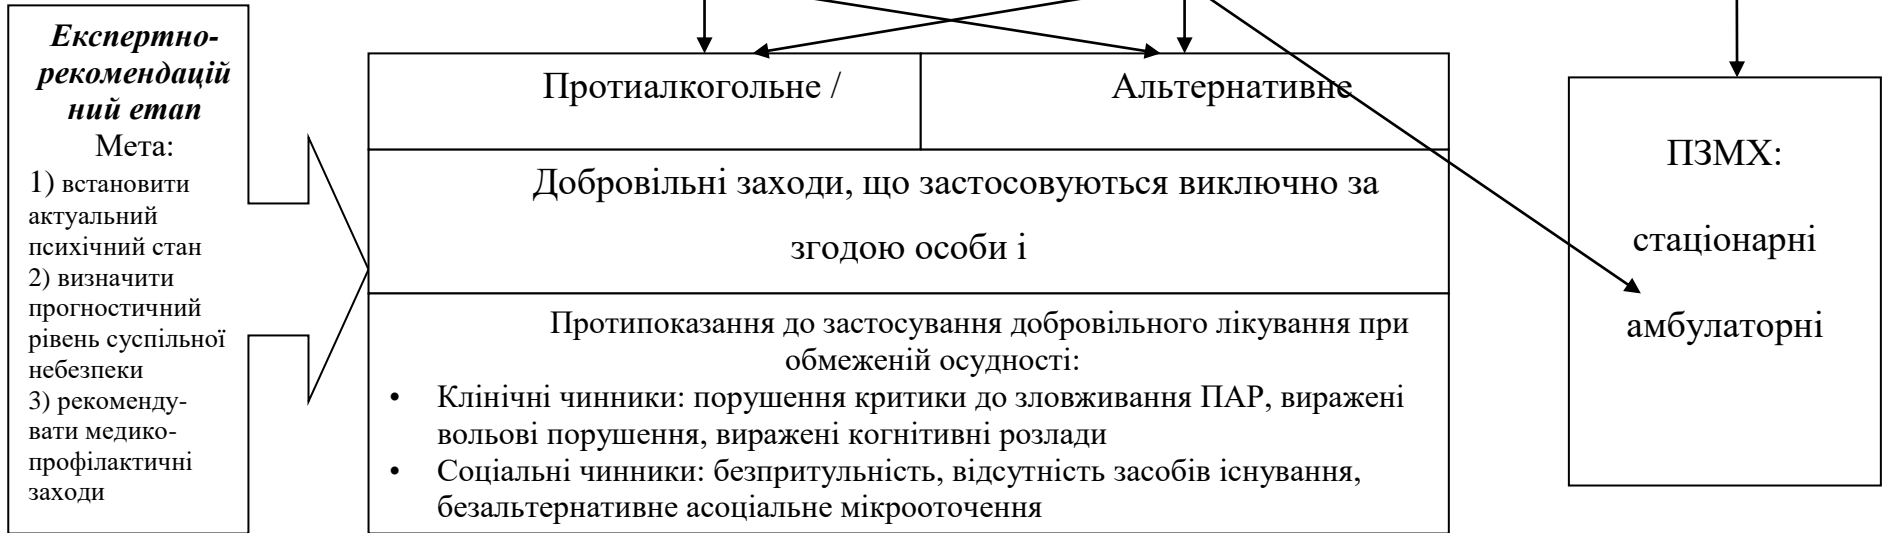 Експертно-
рекомендацій
ний етап
Мета:
1) встановити
актуальний
психічний стан
2) визначити
прогностичний
рівень суспільної
небезпеки
3) рекоменду-
вати медико-
профілактичні
заходи
Протиалкогольне /
Альтернативне
Добровільні заходи, що застосовуються виключно за
згодою особи і
Протипоказання до застосування добровільного лікування при
обмеженій осудності:
• Клінічні чинники: порушення критики до зловживання ПАР, виражені
вольові порушення, виражені когнітивні розлади
• Соціальні чинники: безпритульність, відсутність засобів існування,
безальтернативне асоціальне мікрооточення
ПЗМХ:
стаціонарні
амбулаторні